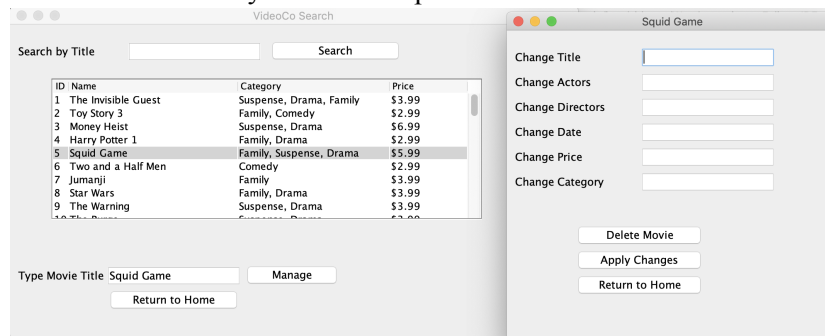 VideoCo Search
Search by Title
Search
ID Name Category Price
1 The Invisible Guest Suspense, Drama, Family $3.99
2 Toy Story 3 Family, Comedy $2.99
3 Money Heist Suspense, Drama $6.99
4 Harry Potter 1 Family, Drama $2.99
5 Squid Game Family, Suspense, Drama $5.99
6 Two and a Half Men Comedy $2.99
7 Jumanji Family $3.99
8 Star Wars Family, Drama $3.99
9 The Warning Suspense, Drama $3.99
Type Movie Title Squid Game Manage
Return to Home
Squid Game
Change Title
Change Actors
Change Directors
Change Date
Change Price
Change Category
Delete Movie
Apply Changes
Return to Home